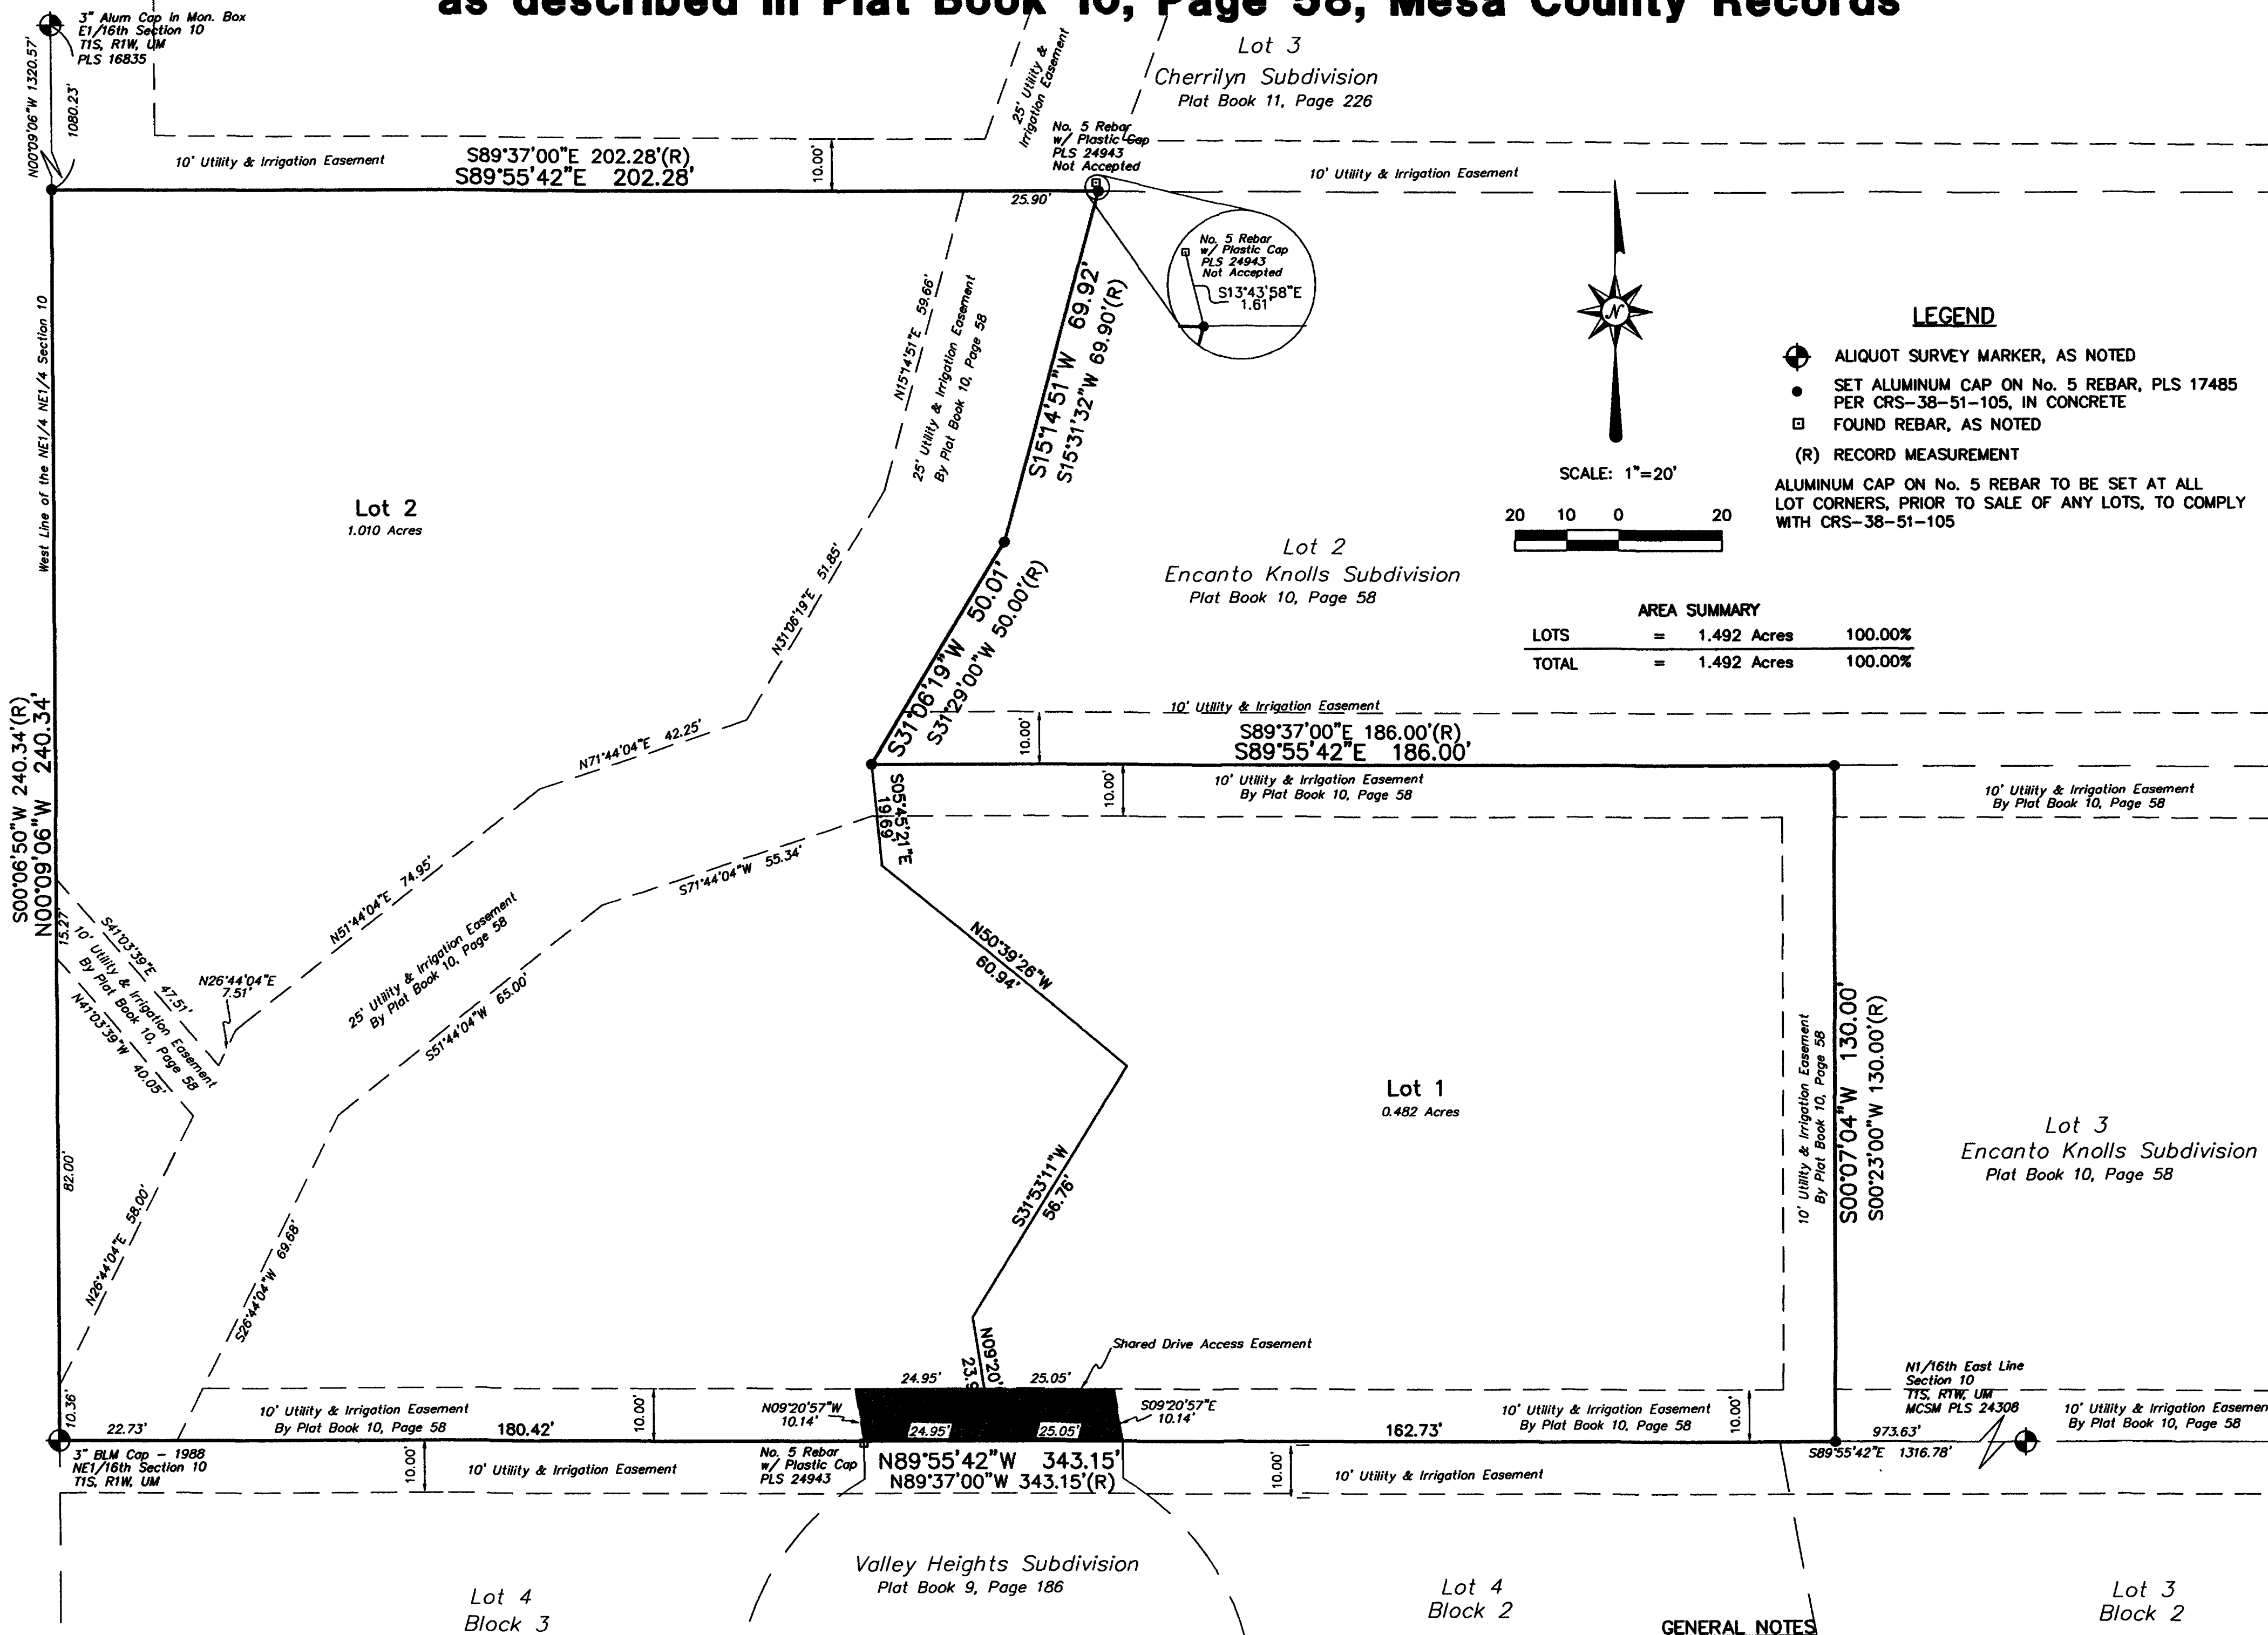 as described in Plat Book 10, Page 58, Mesa County Records
3" Alum Cap in Mon. Box
E1/16th Section 10
T1S, R1W, UM
PLS 16835
N00°09'06"W 1320.57'
1080.23'
25' Utility &
Irrigation Easement
Lot 3
Cherrilyn Subdivision
Plat Book 11, Page 226
No. 5 Rebar
w/ Plastic Cap
PLS 24943
Not Accepted
10' Utility & Irrigation Easement
S89°37'00"E 202.28'(R)
S89°55'42"E 202.28'
10.00'
10' Utility & Irrigation Easement
25.90'
No. 5 Rebar
w/ Plastic Cap
PLS 24943
Not Accepted
S13°43'58"E
1.61'
West Line of the NE1/4 NE1/4 Section 10
N15°14'51"E 59.66'
25' Utility & Irrigation Easement
By Plat Book 10, Page 58
S15°14'51"W 69.92'
S15°31'32"W 69.90'(R)
N
SCALE: 1"=20'
20 10 0 20
LEGEND
ALIQUOT SURVEY MARKER, AS NOTED
SET ALUMINUM CAP ON No. 5 REBAR, PLS 17485
PER CRS-38-51-105, IN CONCRETE
FOUND REBAR, AS NOTED
(R) RECORD MEASUREMENT
ALUMINUM CAP ON No. 5 REBAR TO BE SET AT ALL
LOT CORNERS, PRIOR TO SALE OF ANY LOTS, TO COMPLY
WITH CRS-38-51-105
Lot 2
1.010 Acres
N31°06'19"E 51.85'
S31°06'19"W 50.01'
S31°29'00"W 50.00'(R)
Lot 2
Encanto Knolls Subdivision
Plat Book 10, Page 58
AREA SUMMARY
LOTS = 1.492 Acres 100.00%
TOTAL = 1.492 Acres 100.00%
S00°06'50"W 240.34'(R)
N00°09'06"W 240.34'
N71°44'04"E 42.25'
10' Utility & Irrigation Easement
10.00'
S89°37'00"E 186.00'(R)
S89°55'42"E 186.00'
10' Utility & Irrigation Easement
By Plat Book 10, Page 58
10.00'
10' Utility & Irrigation Easement
By Plat Book 10, Page 58
S05°45'21"E
19.69'
S71°44'04"W 55.34'
N51°44'04"E 74.95'
25' Utility & Irrigation Easement
By Plat Book 10, Page 58
S51°44'04"W 65.00'
15.27'
S41°03'39"E 47.51'
10' Utility & Irrigation Easement
By Plat Book 10, Page 58
N41°03'39"W 40.05'
N26°44'04"E
7.51'
N50°39'26"W
60.94'
Lot 1
0.482 Acres
10' Utility & Irrigation Easement
By Plat Book 10, Page 58
S00°07'04"W 130.00'
S00°23'00"W 130.00'(R)
Lot 3
Encanto Knolls Subdivision
Plat Book 10, Page 58
82.00'
N26°44'04"E 58.00'
S26°44'04"W 69.68'
S31°53'11"W
56.76'
N09°20'
23.9
Shared Drive Access Easement
24.95' 25.05'
N09°20'57"W
10.14'
S09°20'57"E
10.14'
24.95' 25.05'
10.36'
22.73'
10' Utility & Irrigation Easement
By Plat Book 10, Page 58
180.42'
10.00'
162.73'
10' Utility & Irrigation Easement
By Plat Book 10, Page 58
10.00'
N1/16th East Line
Section 10
T1S, R1W, UM
MCSM PLS 24308
10' Utility & Irrigation Easemen
By Plat Book 10, Page 58
973.63'
S89°55'42"E 1316.78'
3" BLM Cap - 1988
NE1/16th Section 10
T1S, R1W, UM
10.00'
10' Utility & Irrigation Easement
No. 5 Rebar
w/ Plastic Cap
PLS 24943
N89°55'42"W 343.15'
N89°37'00"W 343.15'(R)
10.00'
10' Utility & Irrigation Easement
Valley Heights Subdivision
Plat Book 9, Page 186
Lot 4
Block 3
Lot 4
Block 2
Lot 3
Block 2
GENERAL NOTES